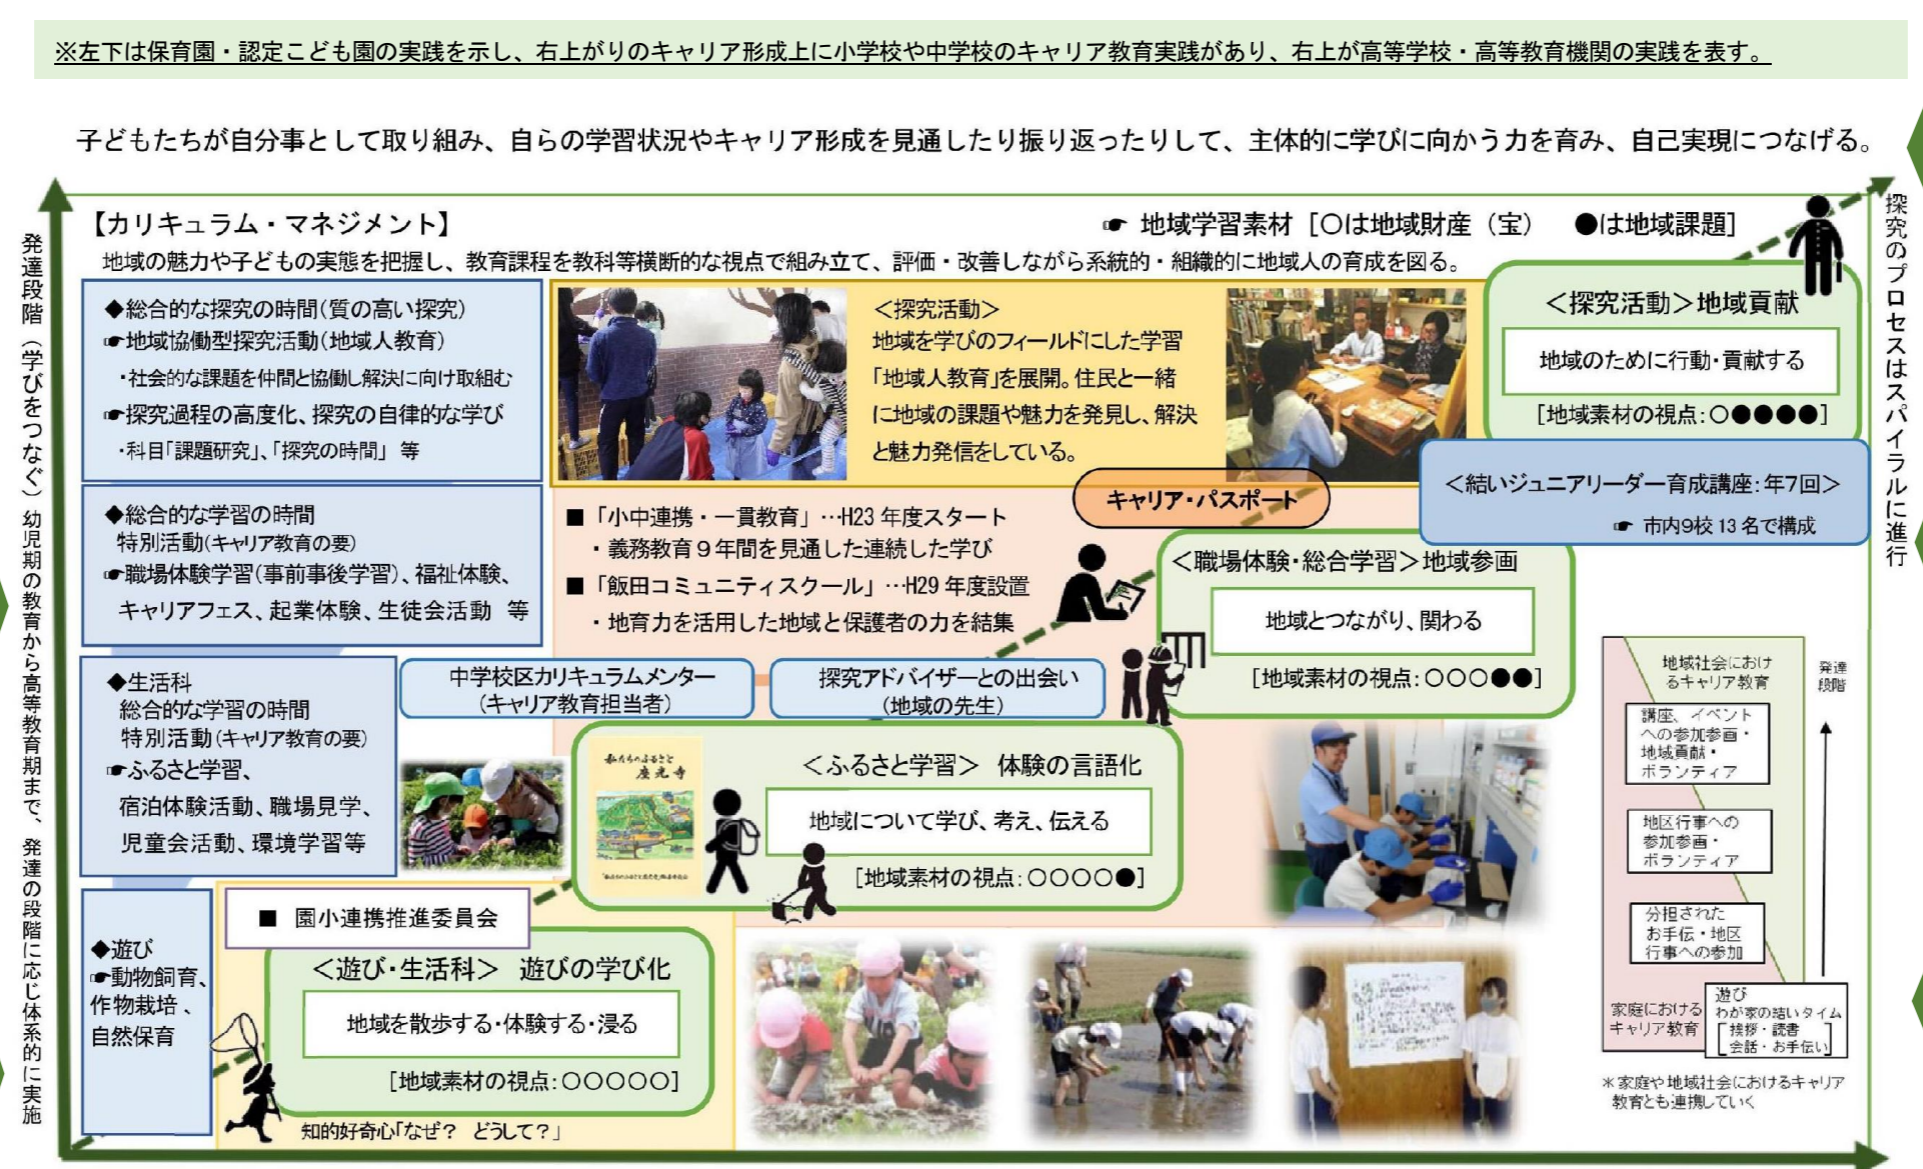 ※左下は保育園・認定こども園の実践を示し、右上がりのキャリア形成上に小学校や中学校のキャリア教育実践があり、右上が高等学校・高等教育機関の実践を表す。
子どもたちが自分事として取り組み、自らの学習状況やキャリア形成を見通したり振り返ったりして、主体的に学びに向かう力を育み、自己実現につなげる。
発達段階（学びをつなぐ）幼児期の教育から高等教育期まで、発達の段階に応じ体系的に実施
【カリキュラム・マネジメント】
☛ 地域学習素材［○は地域財産（宝）　●は地域課題］
地域の魅力や子どもの実態を把握し、教育課程を教科等横断的な視点で組み立て、評価・改善しながら系統的・組織的に地域人の育成を図る。
探究のプロセスはスパイラルに進行
◆総合的な探究の時間(質の高い探究)
☛地域協働型探究活動(地域人教育)
・社会的な課題を仲間と協働し解決に向け取組む
☛探究過程の高度化、探究の自律的な学び
・科目「課題研究」、「探究の時間」 等
＜探究活動＞
地域を学びのフィールドにした学習
「地域人教育」を展開。住民と一緒
に地域の課題や魅力を発見し、解決
と魅力発信をしている。
＜探究活動＞地域貢献
地域のために行動・貢献する
[地域素材の視点：○●●●●]
キャリア・パスポート
＜結いジュニアリーダー育成講座：年7回＞
☛ 市内9校 13 名で構成
◆総合的な学習の時間
特別活動(キャリア教育の要)
☛職場体験学習(事前事後学習)、福祉体験、
キャリアフェス、起業体験、生徒会活動 等
■「小中連携・一貫教育」…H23 年度スタート
・義務教育９年間を見通した連続した学び
■「飯田コミュニティスクール」…H29 年度設置
・地育力を活用した地域と保護者の力を結集
＜職場体験・総合学習＞地域参画
地域とつながり、関わる
[地域素材の視点：○○○●●]
◆生活科
総合的な学習の時間
特別活動(キャリア教育の要)
☛ふるさと学習、
宿泊体験活動、職場見学、
児童会活動、環境学習等
中学校区カリキュラムメンター
(キャリア教育担当者)
探究アドバイザーとの出会い
(地域の先生)
私たちのふるさと
座光寺
＜ふるさと学習＞ 体験の言語化
地域について学び、考え、伝える
[地域素材の視点：○○○○●]
■ 園小連携推進委員会
◆遊び
☛動物飼育、
作物栽培、
自然保育
＜遊び・生活科＞ 遊びの学び化
地域を散歩する・体験する・浸る
[地域素材の視点：○○○○○]
知的好奇心「なぜ？ どうして？」
地域社会におけ
るキャリア教育
発達
段階
講座、イベント
への参加参画・
地域貢献・
ボランティア
地区行事への
参加参画・
ボランティア
分担された
お手伝・地区
行事への参加
家庭における
キャリア教育
遊び
わが家の結いタイム
[挨拶・読書
会話・お手伝い]
＊家庭や地域社会におけるキャリア
教育とも連携していく